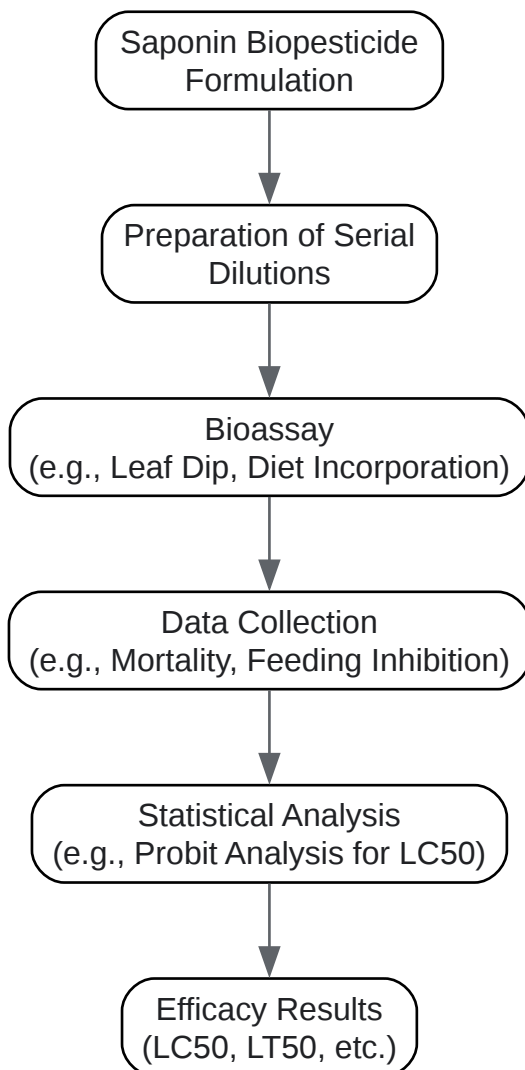 Saponin Biopesticide
Formulation
Preparation of Serial
Dilutions
Bioassay
(e.g., Leaf Dip, Diet Incorporation)
Data Collection
(e.g., Mortality, Feeding Inhibition)
Statistical Analysis
(e.g., Probit Analysis for LC50)
Efficacy Results
(LC50, LT50, etc.)